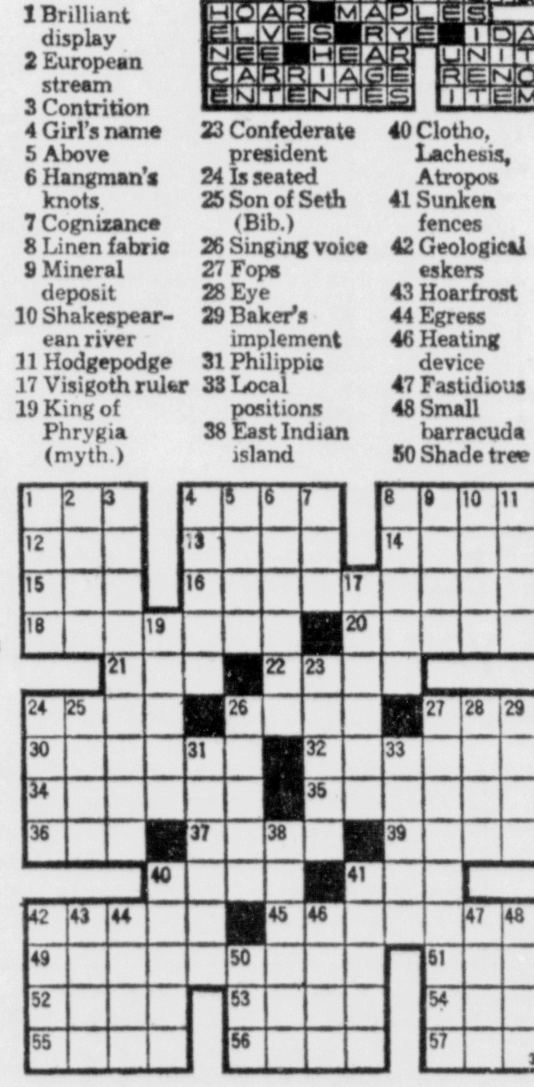 1 Brilliant
display
2 European
stream
3 Contrition
4 Girl's name
5 Above
6 Hangman's
knots
7 Cognizance
8 Linen fabric
9 Mineral
deposit
10 Shakespear-
ean river
11 Hodgepodge
17 Visigoth ruler
19 King of
Phrygia
(myth.)
HOAR MAPLES
ELVES RYE IDA
NEE HEAR UNIT
CARRIAGE RENO
ENTENTES ITEM
23 Confederate
president
24 Is seated
25 Son of Seth
(Bib.)
26 Singing voice
27 Fops
28 Eye
29 Baker's
implement
31 Philippic
33 Local
positions
38 East Indian
island
40 Clotho,
Lachesis,
Atropos
41 Sunken
fences
42 Geological
eskers
43 Hoarfrost
44 Egress
46 Heating
device
47 Fastidious
48 Small
barracuda
50 Shade tree
1 2 3 4 5 6 7 8 9 10 11
12 13 14
15 16 17
18 19 20
21 22 23
24 25 26 27 28 29
30 31 32 33
34 35
36 37 38 39
40 41
42 43 44 45 46 47 48
49 50 51
52 53 54
55 56 57